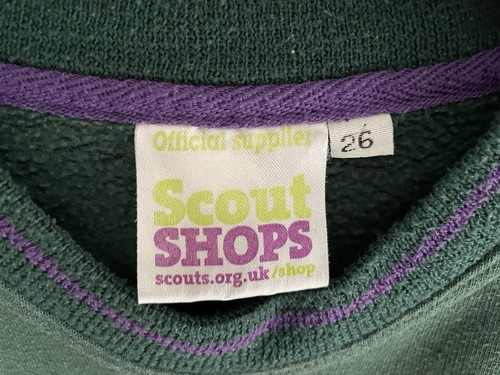 Official supplier
26
Scout
SHOPS
scouts.org.uk/shop